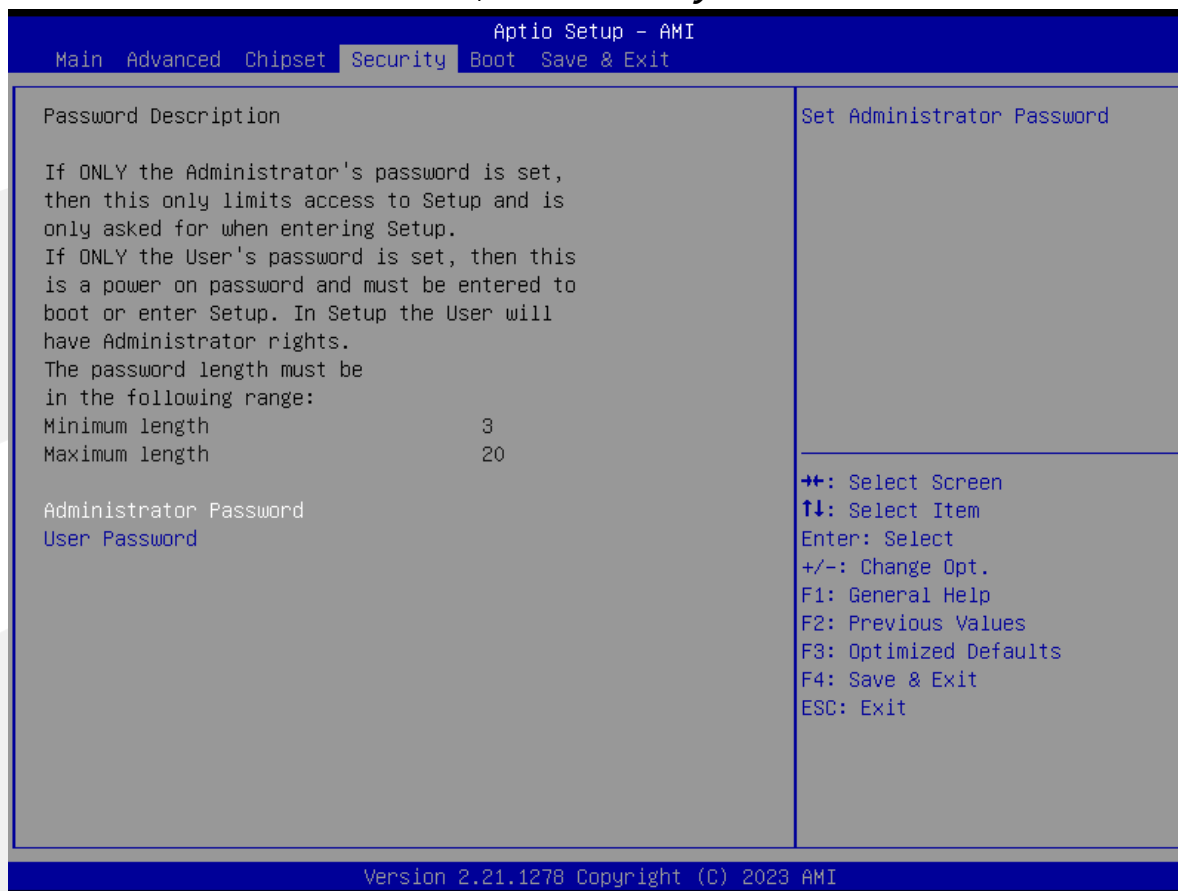 Aptio Setup – AMI
Main Advanced Chipset Security Boot Save & Exit
Password Description
If ONLY the Administrator's password is set,
then this only limits access to Setup and is
only asked for when entering Setup.
If ONLY the User's password is set, then this
is a power on password and must be entered to
boot or enter Setup. In Setup the User will
have Administrator rights.
The password length must be
in the following range:
Minimum length 3
Maximum length 20
Administrator Password
User Password
Set Administrator Password
→←: Select Screen
↑↓: Select Item
Enter: Select
+/-: Change Opt.
F1: General Help
F2: Previous Values
F3: Optimized Defaults
F4: Save & Exit
ESC: Exit
Version 2.21.1278 Copyright (C) 2023 AMI